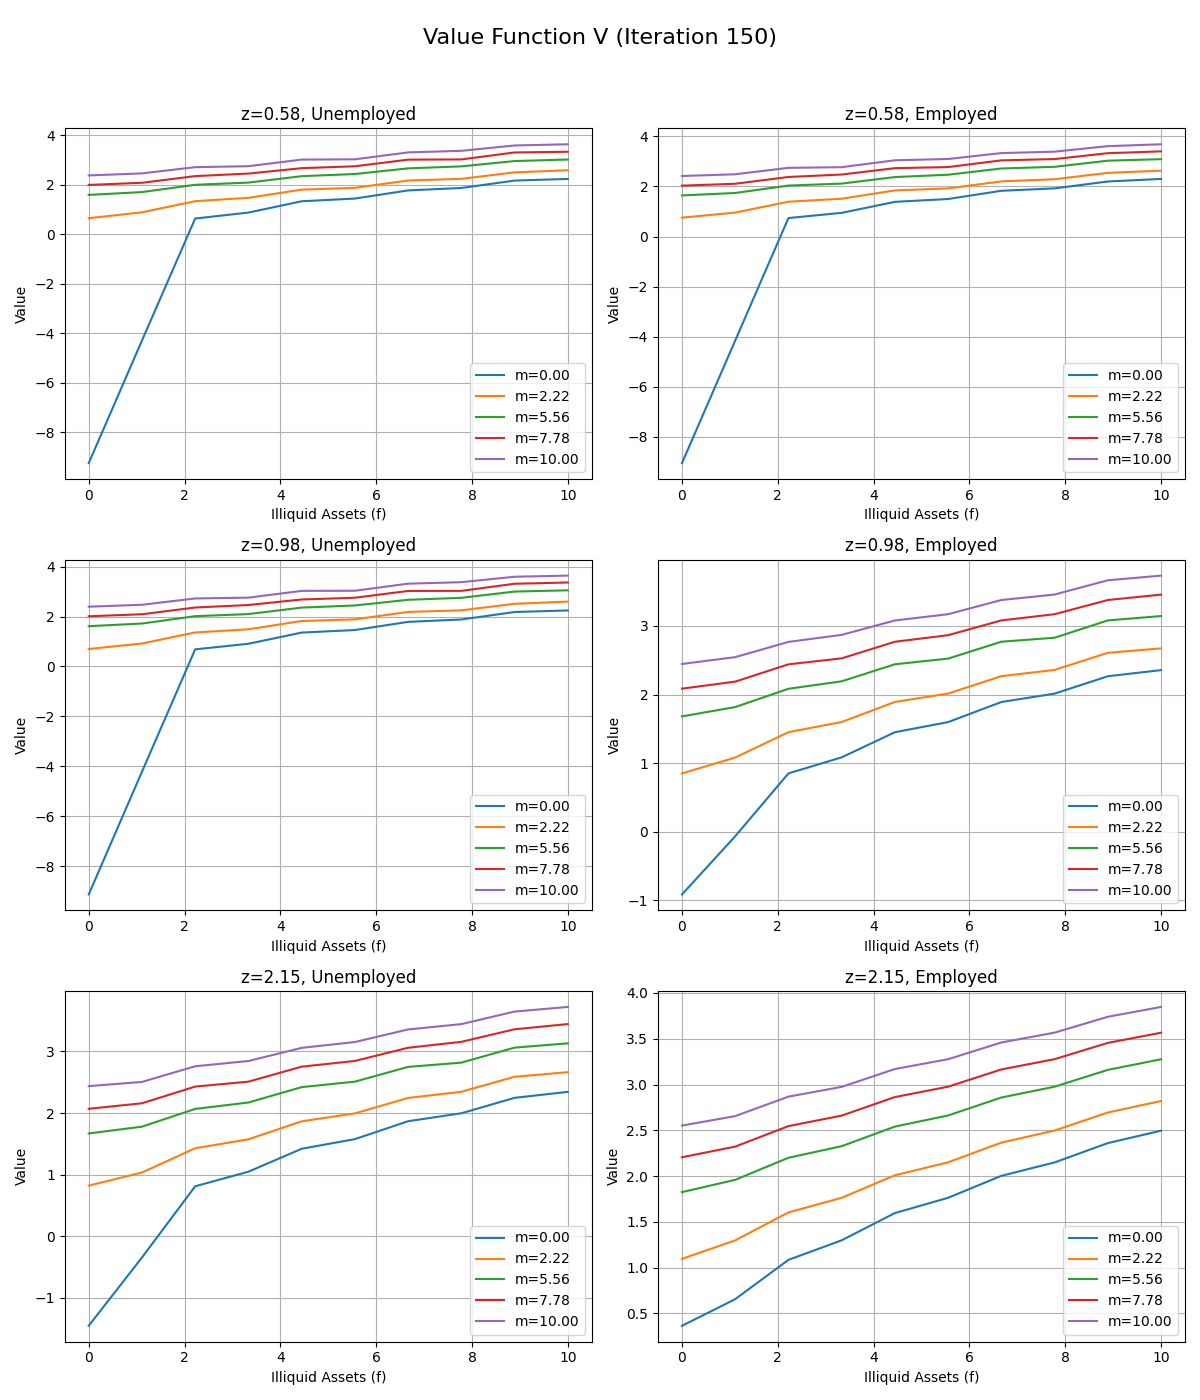 Value Function V (Iteration 150)
z=0.58, Unemployed
4
2
0
−2
−4
−6
−8
Value
0 2 4 6 8 10
Illiquid Assets (f)
m=0.00
m=2.22
m=5.56
m=7.78
m=10.00
z=0.58, Employed
4
2
0
−2
−4
−6
−8
Value
0 2 4 6 8 10
Illiquid Assets (f)
m=0.00
m=2.22
m=5.56
m=7.78
m=10.00
z=0.98, Unemployed
4
2
0
−2
−4
−6
−8
Value
0 2 4 6 8 10
Illiquid Assets (f)
m=0.00
m=2.22
m=5.56
m=7.78
m=10.00
z=0.98, Employed
3
2
1
0
−1
Value
0 2 4 6 8 10
Illiquid Assets (f)
m=0.00
m=2.22
m=5.56
m=7.78
m=10.00
z=2.15, Unemployed
3
2
1
0
−1
Value
0 2 4 6 8 10
Illiquid Assets (f)
m=0.00
m=2.22
m=5.56
m=7.78
m=10.00
z=2.15, Employed
4.0
3.5
3.0
2.5
2.0
1.5
1.0
0.5
Value
0 2 4 6 8 10
Illiquid Assets (f)
m=0.00
m=2.22
m=5.56
m=7.78
m=10.00